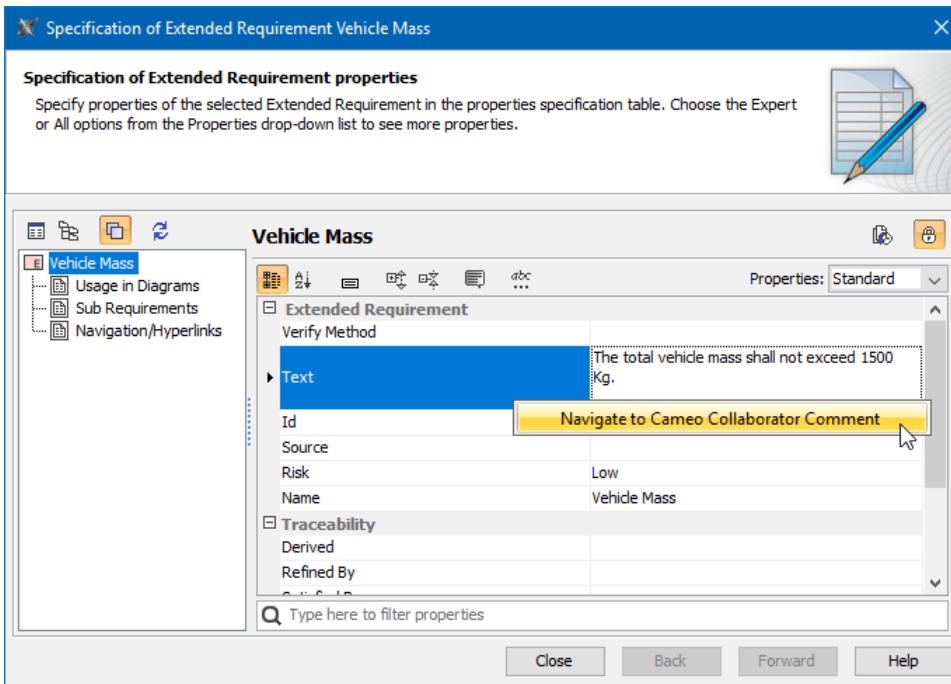 Specification of Extended Requirement Vehicle Mass
Specification of Extended Requirement properties
Specify properties of the selected Extended Requirement in the properties specification table. Choose the Expert
or All options from the Properties drop-down list to see more properties.
Vehicle Mass
Usage in Diagrams
Sub Requirements
Navigation/Hyperlinks
Vehicle Mass
Properties: Standard
Extended Requirement
Verify Method
Text
The total vehicle mass shall not exceed 1500
Kg.
Navigate to Cameo Collaborator Comment
Id
Source
Risk Low
Name Vehicle Mass
Traceability
Derived
Refined By
Type here to filter properties
Close Back Forward Help